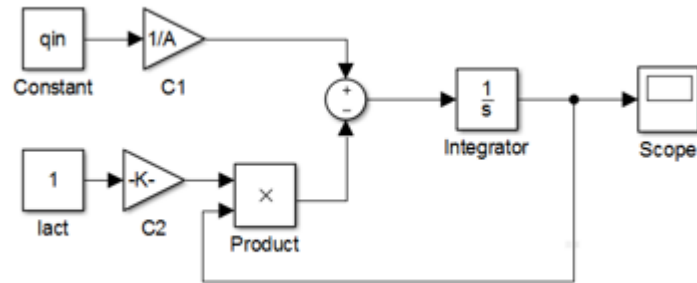 qin
Constant
1/A
C1
+
−
1
s
Integrator
Scope
1
Iact
-K-
C2
×
Product